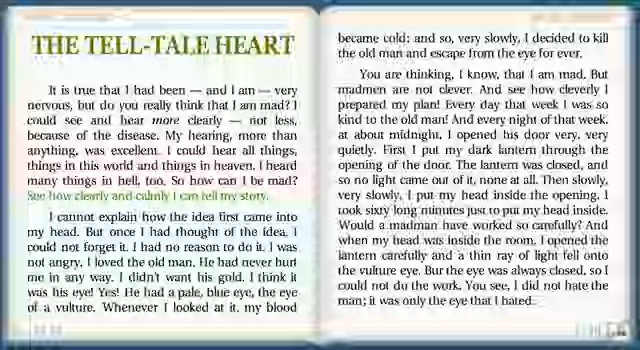 THE TELL-TALE HEART
It is true that I had been — and I am — very
nervous, but do you really think that I am mad? I
could see and hear more clearly — not less,
because of the disease. My hearing, more than
anything, was excellent. I could hear all things,
things in this world and things in heaven. I heard
many things in hell, too. So how can I be mad?
See how clearly and calmly I can tell my story.
I cannot explain how the idea first came into
my head. But once I had thought of the idea, I
could not forget it. I had no reason to do it. I was
not angry. I loved the old man. He had never hurt
me in any way. I didn't want his gold. I think it
was his eye! Yes! He had a pale, blue eye, the eye
of a vulture. Whenever I looked at it, my blood
became cold; and so, very slowly, I decided to kill
the old man and escape from the eye for ever.
You are thinking, I know, that I am mad. But
madmen are not clever. And see how cleverly I
prepared my plan! Every day that week I was so
kind to the old man! And every night of that week,
at about midnight, I opened his door very, very
quietly. First I put my dark lantern through the
opening of the door. The lantern was closed, and
so no light came out of it, none at all. Then slowly,
very slowly, I put my head inside the opening. I
took sixty long minutes just to put my head inside.
Would a madman have worked so carefully? And
when my head was inside the room, I opened the
lantern carefully and a thin ray of light fell onto
the vulture eye. But the eye was always closed, so I
could not do the work. You see, I did not hate the
man; it was only the eye that I hated.